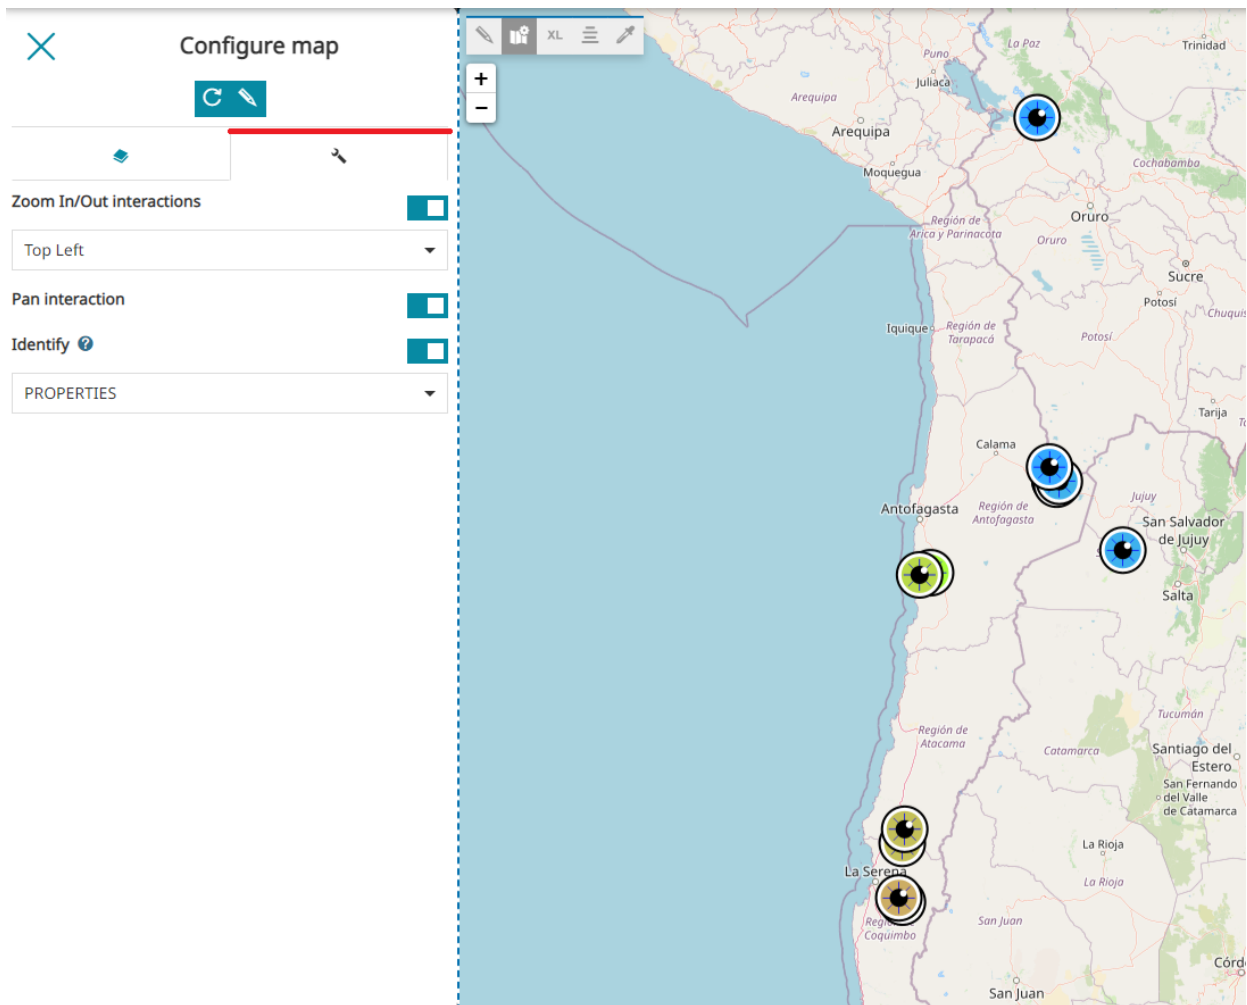 Configure map
Zoom In/Out interactions
Top Left
Pan interaction
Identify ?
PROPERTIES
XL
+
−
Puno
Juliaca
La Paz
Trinidad
Arequipa
Arequipa
Moquegua
Cochabamba
Oruro
Región de
Arica y Parinacota
Oruro
Sucre
Potosí
Chuquis
Iquique
Región de
Tarapacá
Potosí
Tarija
Calama
Antofagasta
Región de
Antofagasta
Jujuy
San Salvador
de Jujuy
Salta
Tucumán
Región de
Atacama
Catamarca
Santiago del
Estero
San Fernando
del Valle
de Catamarca
La Rioja
La Serena
La Rioja
San Juan
Coquimbo
Córd
San Juan